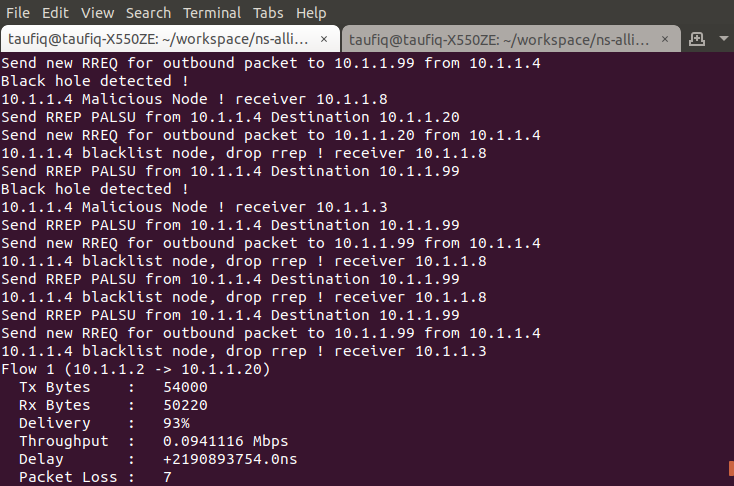 File Edit View Search Terminal Tabs Help
taufiq@taufiq-X550ZE: ~/workspace/ns-alli... × taufiq@taufiq-X550ZE: ~/workspace/ns-alli... ×
Send new RREQ for outbound packet to 10.1.1.99 from 10.1.1.4
Black hole detected !
10.1.1.4 Malicious Node ! receiver 10.1.1.8
Send RREP PALSU from 10.1.1.4 Destination 10.1.1.20
Send new RREQ for outbound packet to 10.1.1.20 from 10.1.1.4
10.1.1.4 blacklist node, drop rrep ! receiver 10.1.1.8
Send RREP PALSU from 10.1.1.4 Destination 10.1.1.99
Black hole detected !
10.1.1.4 Malicious Node ! receiver 10.1.1.3
Send RREP PALSU from 10.1.1.4 Destination 10.1.1.99
Send new RREQ for outbound packet to 10.1.1.99 from 10.1.1.4
10.1.1.4 blacklist node, drop rrep ! receiver 10.1.1.8
Send RREP PALSU from 10.1.1.4 Destination 10.1.1.99
10.1.1.4 blacklist node, drop rrep ! receiver 10.1.1.8
Send RREP PALSU from 10.1.1.4 Destination 10.1.1.99
Send new RREQ for outbound packet to 10.1.1.99 from 10.1.1.4
10.1.1.4 blacklist node, drop rrep ! receiver 10.1.1.3
Flow 1 (10.1.1.2 -> 10.1.1.20)
Tx Bytes : 54000
Rx Bytes : 50220
Delivery : 93%
Throughput : 0.0941116 Mbps
Delay : +2190893754.0ns
Packet Loss : 7